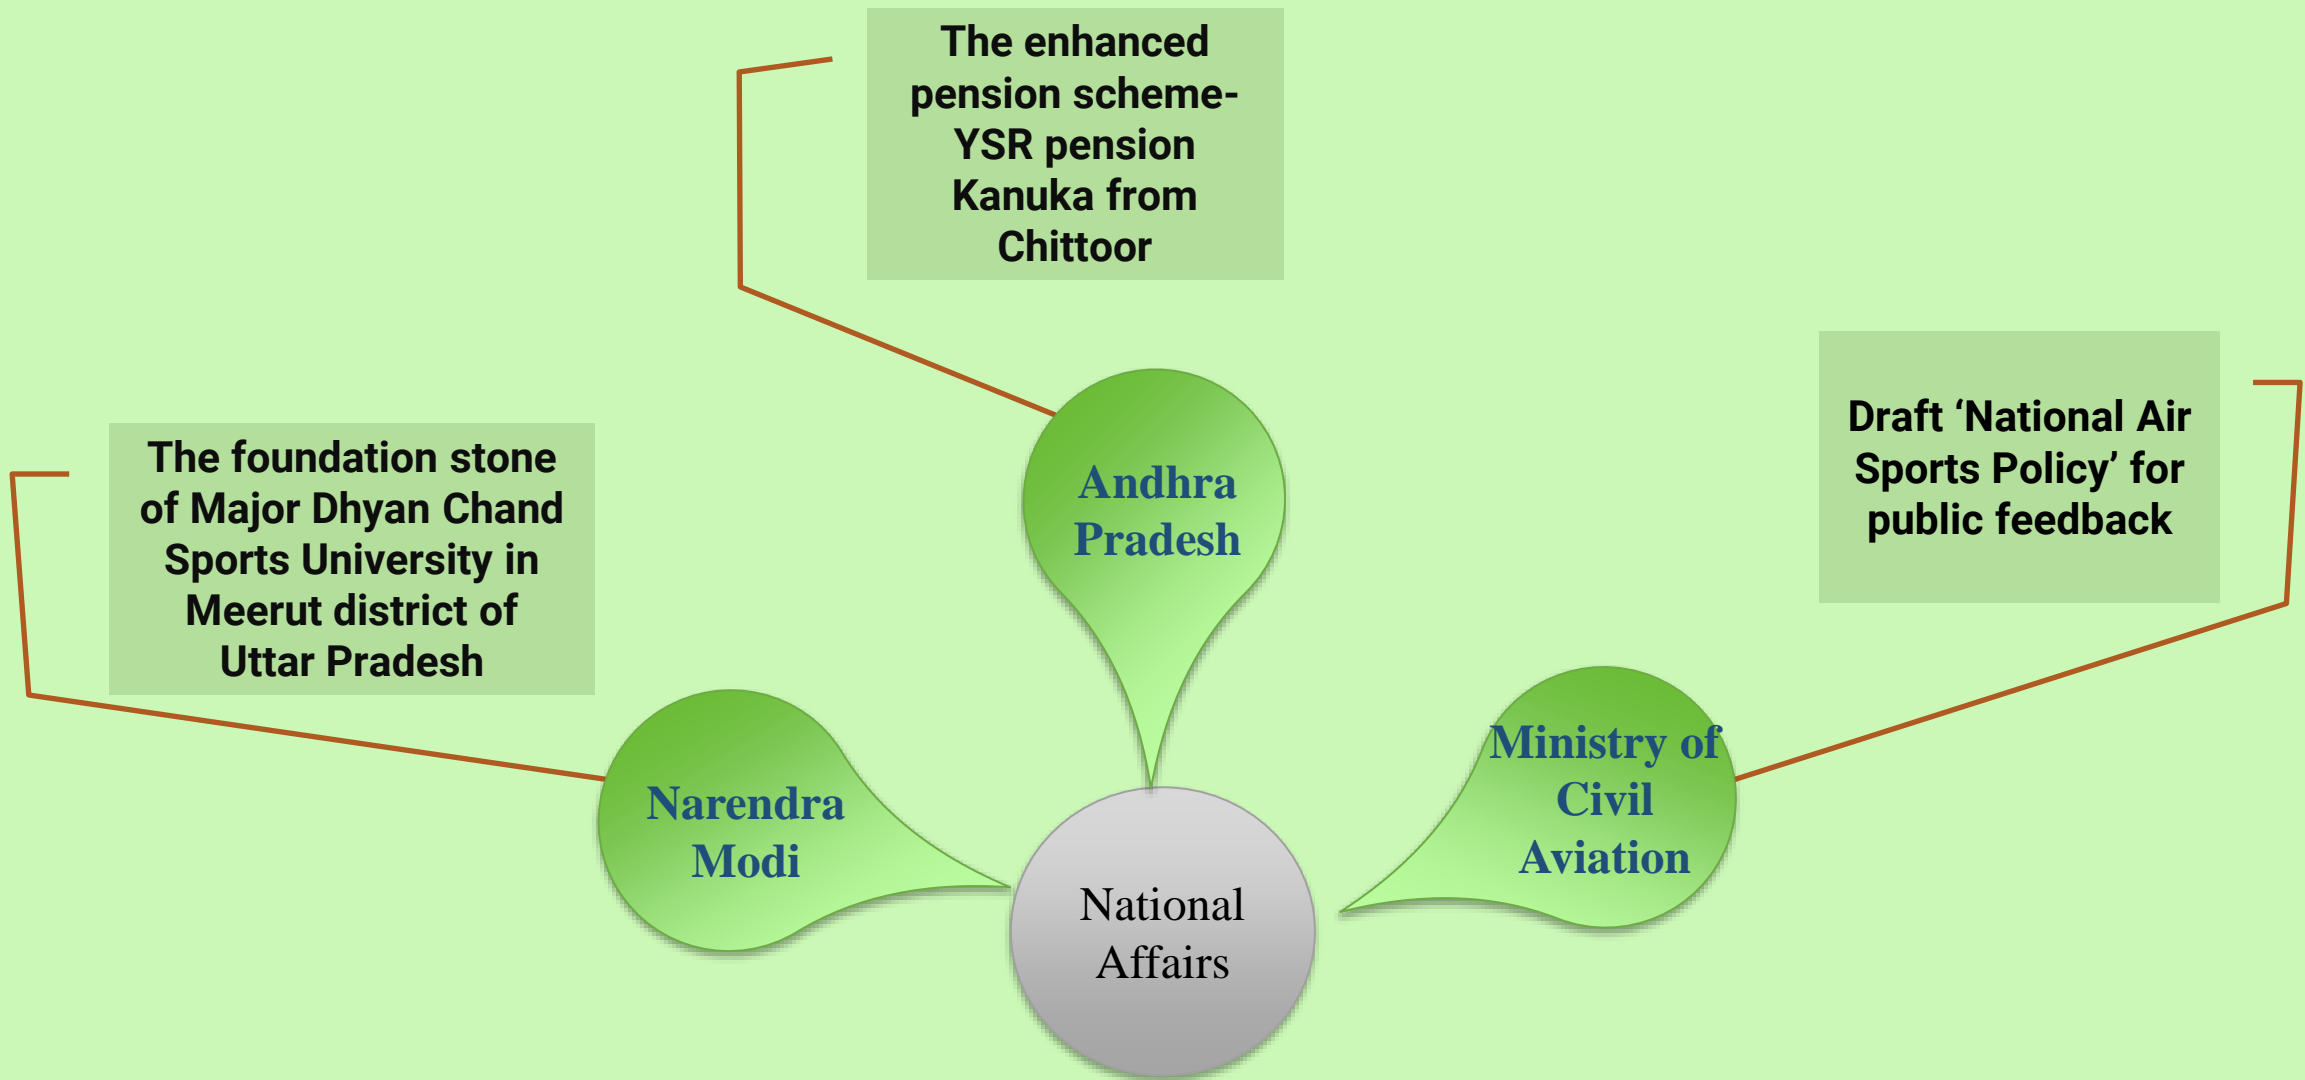 The enhanced
pension scheme-
YSR pension
Kanuka from
Chittoor
The foundation stone
of Major Dhyan Chand
Sports University in
Meerut district of
Uttar Pradesh
Draft ‘National Air
Sports Policy’ for
public feedback
Andhra
Pradesh
Narendra
Modi
Ministry of
Civil
Aviation
National
Affairs